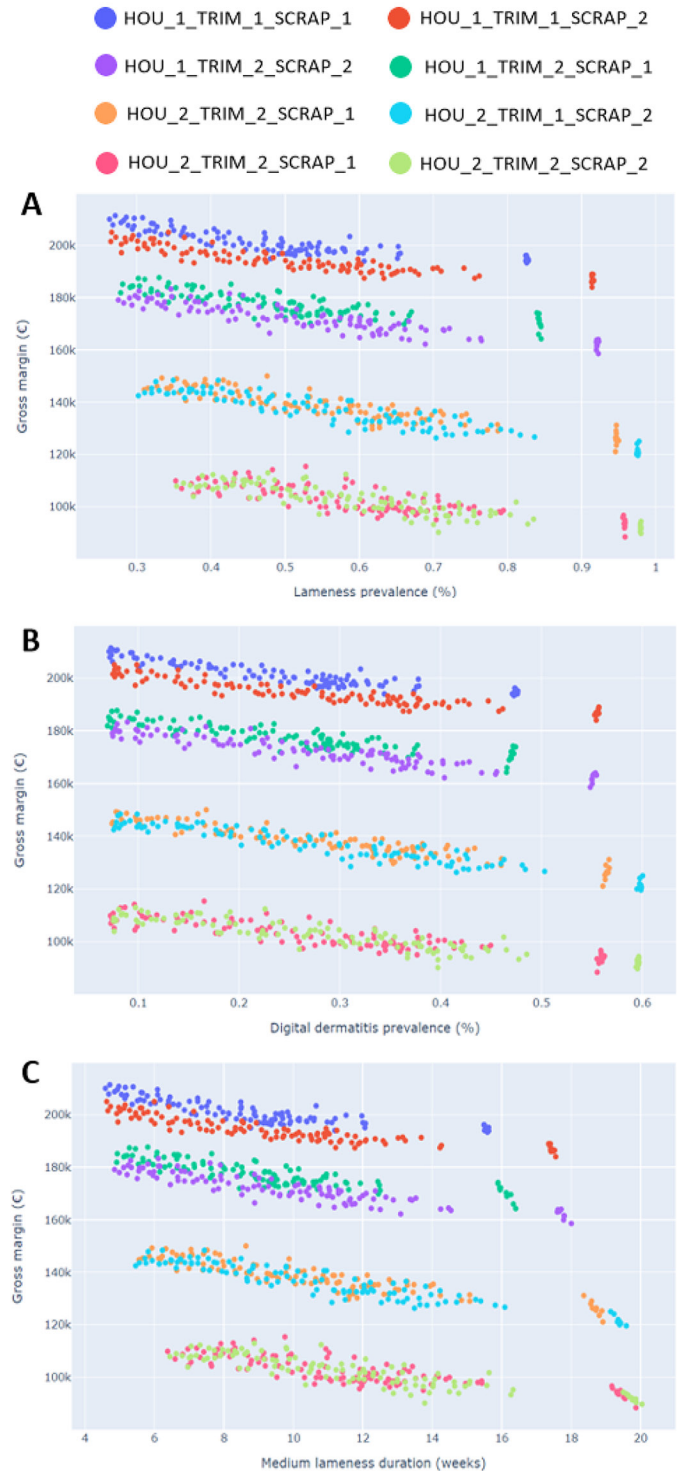 HOU_1_TRIM_1_SCRAP_1 HOU_1_TRIM_1_SCRAP_2
HOU_1_TRIM_2_SCRAP_2 HOU_1_TRIM_2_SCRAP_1
HOU_2_TRIM_2_SCRAP_1 HOU_2_TRIM_1_SCRAP_2
HOU_2_TRIM_2_SCRAP_1 HOU_2_TRIM_2_SCRAP_2
A
Gross margin (€)
200k
180k
160k
140k
120k
100k
0.3 0.4 0.5 0.6 0.7 0.8 0.9 1
Lameness prevalence (%)
B
Gross margin (€)
200k
180k
160k
140k
120k
100k
0.1 0.2 0.3 0.4 0.5 0.6
Digital dermatitis prevalence (%)
C
Gross margin (€)
200k
180k
160k
140k
120k
100k
4 6 8 10 12 14 16 18 20
Medium lameness duration (weeks)